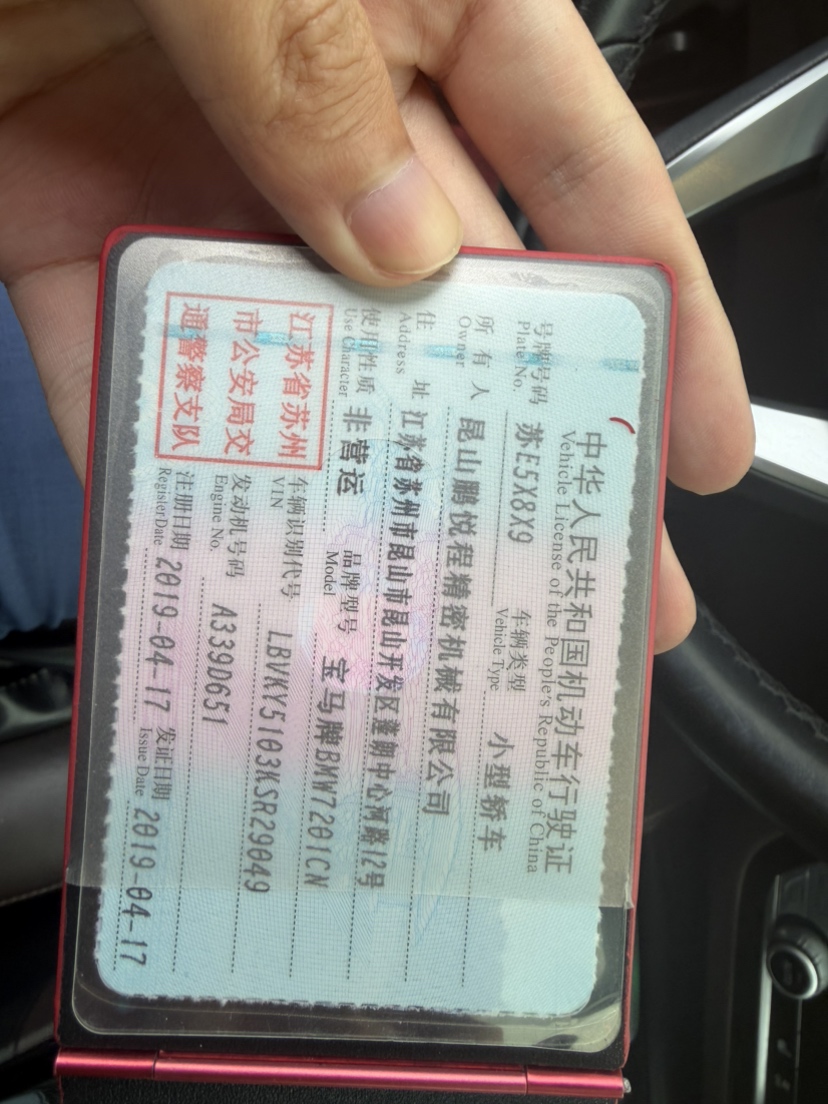 中华人民共和国机动车行驶证
Vehicle License of the People's Republic of China
号牌号码 苏E5X8X9 车辆类型 小型轿车
Plate No. Vehicle Type
所有人 昆山鹏悦程精密机械有限公司
Owner
住址 江苏省苏州市昆山市昆山开发区蓬朗中心河路12号
Address
使用性质 非营运 品牌型号 宝马牌BMW7201CN
Use Character Model
江苏省苏州
市公安局交
通警察支队
车辆识别代号 LBVKY5103KSR29049
VIN
发动机号码 A339D651
Engine No.
注册日期 2019-04-17 发证日期 2019-04-17
Register Date Issue Date